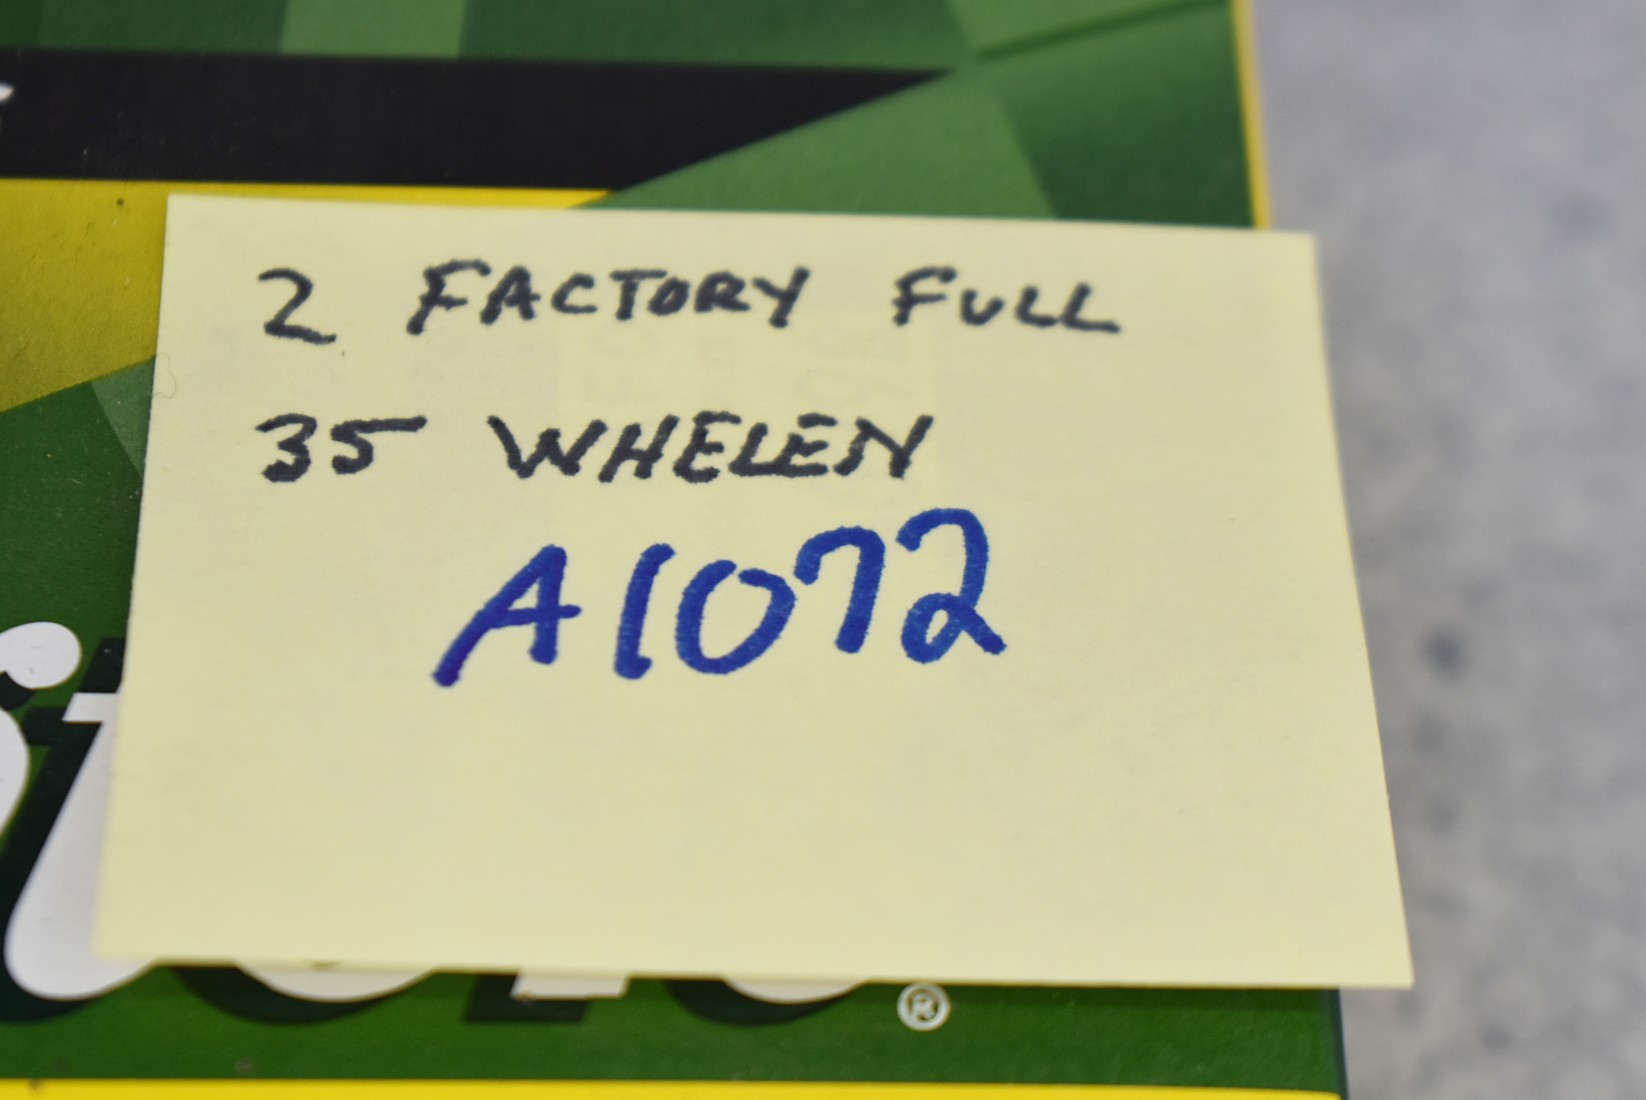 2 FACTORY FULL
35 WHELEN
A1072
®